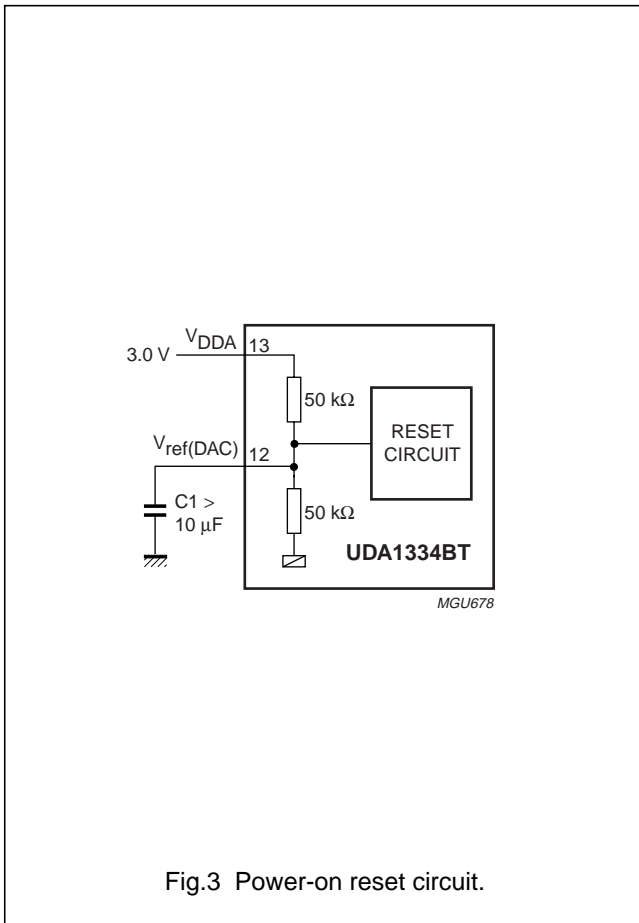 V_DDA
3.0 V
13
50 kΩ
RESET
CIRCUIT
V_ref(DAC)
12
C1 >
10 μF
50 kΩ
UDA1334BT
MGU678
Fig.3 Power-on reset circuit.